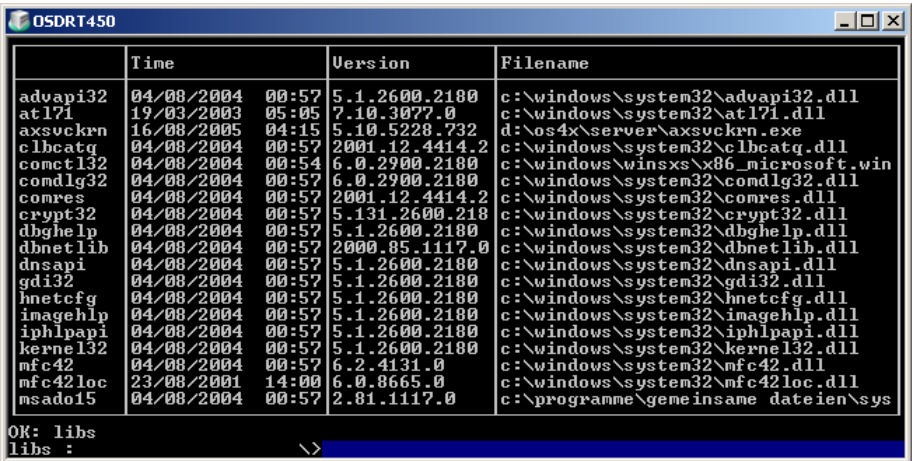 OSDRT450
Time Version Filename
advapi32 04/08/2004 00:57 5.1.2600.2180 c:\windows\system32\advapi32.dll
atl71 19/03/2003 05:05 7.10.3077.0 c:\windows\system32\atl71.dll
axsvckrn 16/08/2005 04:15 5.10.5228.732 d:\os4x\server\axsvckrn.exe
clbcatq 04/08/2004 00:57 2001.12.4414.2 c:\windows\system32\clbcatq.dll
comctl32 04/08/2004 00:54 6.0.2900.2180 c:\windows\winsxs\x86_microsoft.win
comdlg32 04/08/2004 00:57 6.0.2900.2180 c:\windows\system32\comdlg32.dll
comres 04/08/2004 00:57 2001.12.4414.2 c:\windows\system32\comres.dll
crypt32 04/08/2004 00:57 5.131.2600.218 c:\windows\system32\crypt32.dll
dbghelp 04/08/2004 00:57 5.1.2600.2180 c:\windows\system32\dbghelp.dll
dbnetlib 04/08/2004 00:57 2000.85.1117.0 c:\windows\system32\dbnetlib.dll
dnsapi 04/08/2004 00:57 5.1.2600.2180 c:\windows\system32\dnsapi.dll
gdi32 04/08/2004 00:57 5.1.2600.2180 c:\windows\system32\gdi32.dll
hnetcfg 04/08/2004 00:57 5.1.2600.2180 c:\windows\system32\hnetcfg.dll
imagehlp 04/08/2004 00:57 5.1.2600.2180 c:\windows\system32\imagehlp.dll
iphlpapi 04/08/2004 00:57 5.1.2600.2180 c:\windows\system32\iphlpapi.dll
kernel32 04/08/2004 00:57 5.1.2600.2180 c:\windows\system32\kernel32.dll
mfc42 04/08/2004 00:57 6.2.4131.0 c:\windows\system32\mfc42.dll
mfc42loc 23/08/2001 14:00 6.0.8665.0 c:\windows\system32\mfc42loc.dll
msado15 04/08/2004 00:57 2.81.1117.0 c:\programme\gemeinsame dateien\sys
OK: libs
libs : \>